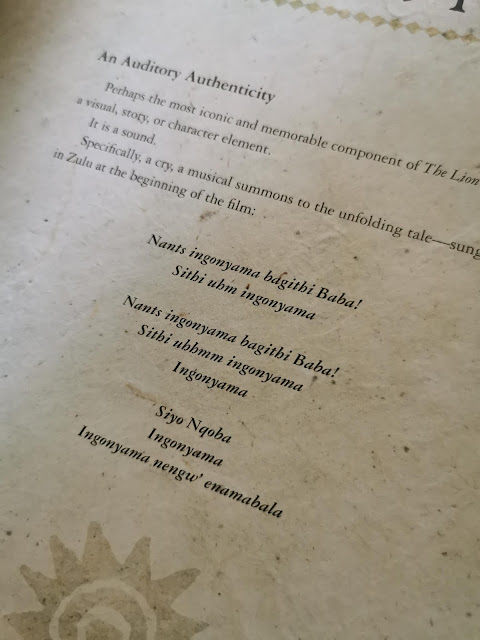 An Auditory Authenticity
Perhaps the most iconic and memorable component of The Lion
a visual, story, or character element.
It is a sound.
Specifically, a cry, a musical summons to the unfolding tale—sung
in Zulu at the beginning of the film:
Nants ingonyama bagithi Baba!
Sithi uhm ingonyama
Nants ingonyama bagithi Baba!
Sithi uhhmm ingonyama
Ingonyama
Siyo Nqoba
Ingonyama
Ingonyama nengw' enamabala